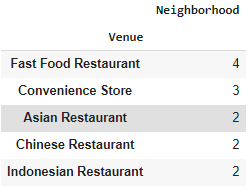 Neighborhood
Venue
Fast Food Restaurant 4
Convenience Store 3
Asian Restaurant 2
Chinese Restaurant 2
Indonesian Restaurant 2